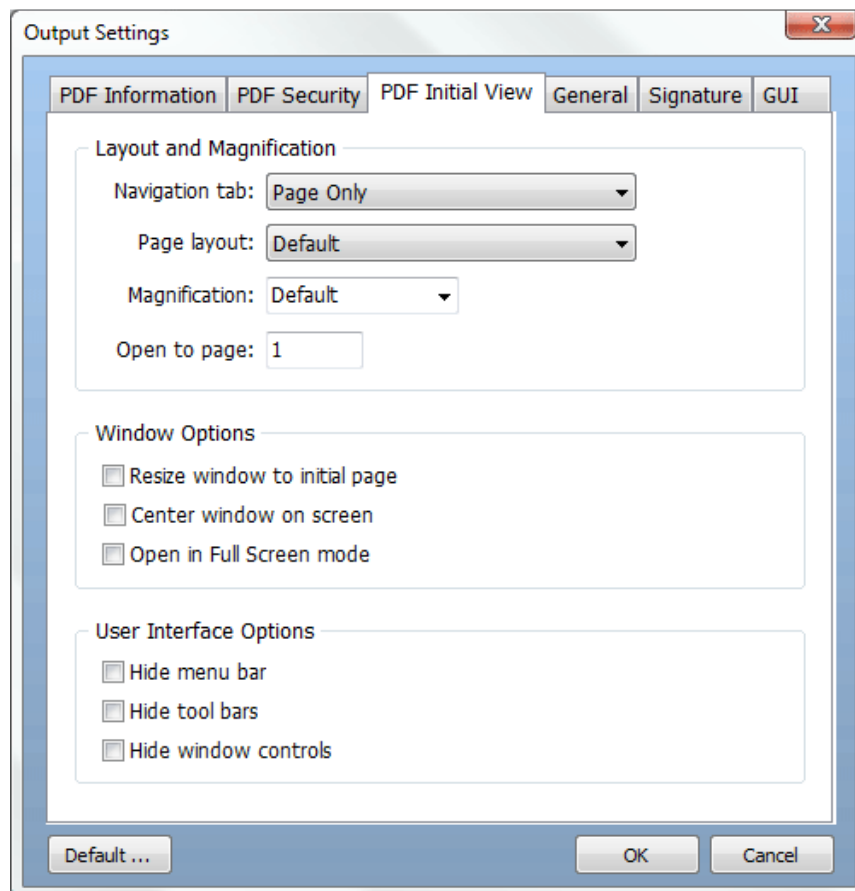 Output Settings
PDF Information PDF Security PDF Initial View General Signature GUI
Layout and Magnification
Navigation tab: Page Only
Page layout: Default
Magnification: Default
Open to page: 1
Window Options
Resize window to initial page
Center window on screen
Open in Full Screen mode
User Interface Options
Hide menu bar
Hide tool bars
Hide window controls
Default ... OK Cancel